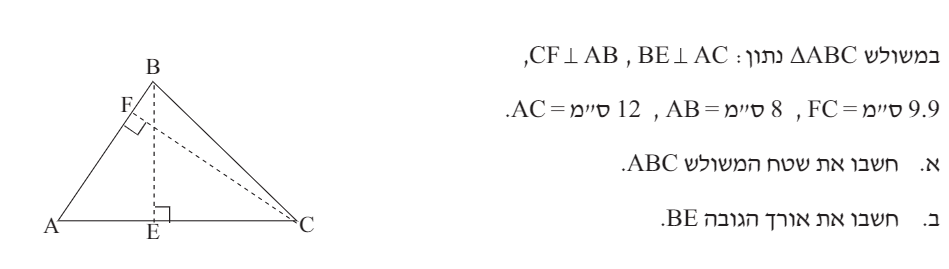 במשולש ΔABC נתון: CF ⊥ AB , BE ⊥ AC,
9.9 ס״מ = FC , 8 ס״מ = AB , 12 ס״מ = AC.
א. חשבו את שטח המשולש ABC.
ב. חשבו את אורך הגובה BE.
B
F
A
E
C